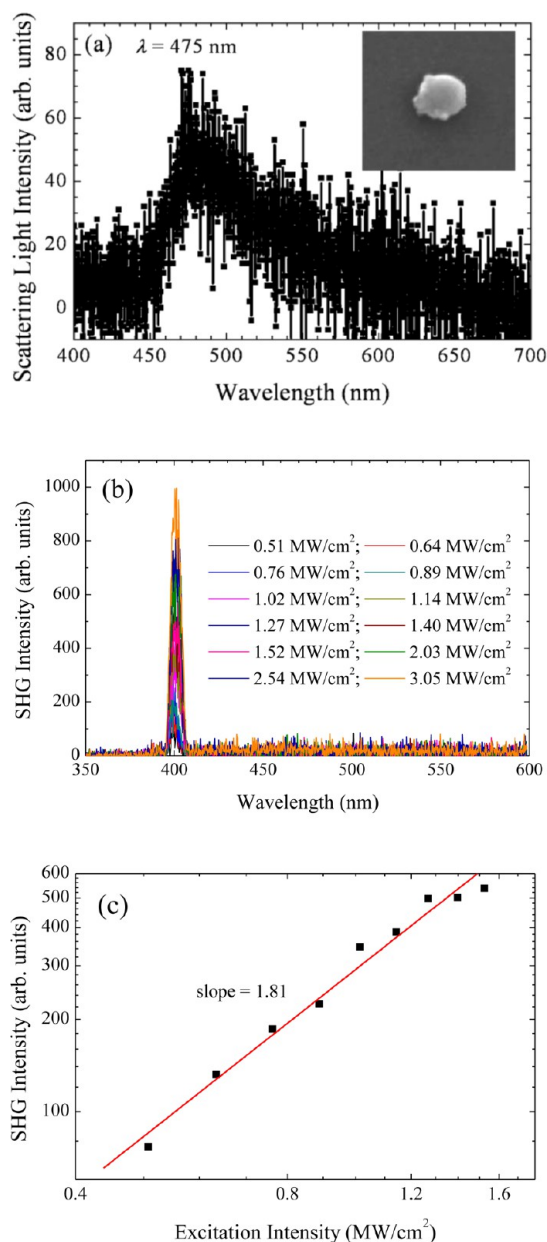 (a) λ = 475 nm
Scattering Light Intensity (arb. units)
80
60
40
20
0
400 450 500 550 600 650 700
Wavelength (nm)
(b)
SHG Intensity (arb. units)
1000
800
600
400
200
0
0.51 MW/cm²; 0.64 MW/cm²
0.76 MW/cm²; 0.89 MW/cm²
1.02 MW/cm²; 1.14 MW/cm²
1.27 MW/cm²; 1.40 MW/cm²
1.52 MW/cm²; 2.03 MW/cm²
2.54 MW/cm²; 3.05 MW/cm²
350 400 450 500 550 600
Wavelength (nm)
(c)
SHG Intensity (arb. units)
600
500
400
300
200
100
slope = 1.81
0.4 0.8 1.2 1.6
Excitation Intensity (MW/cm²)